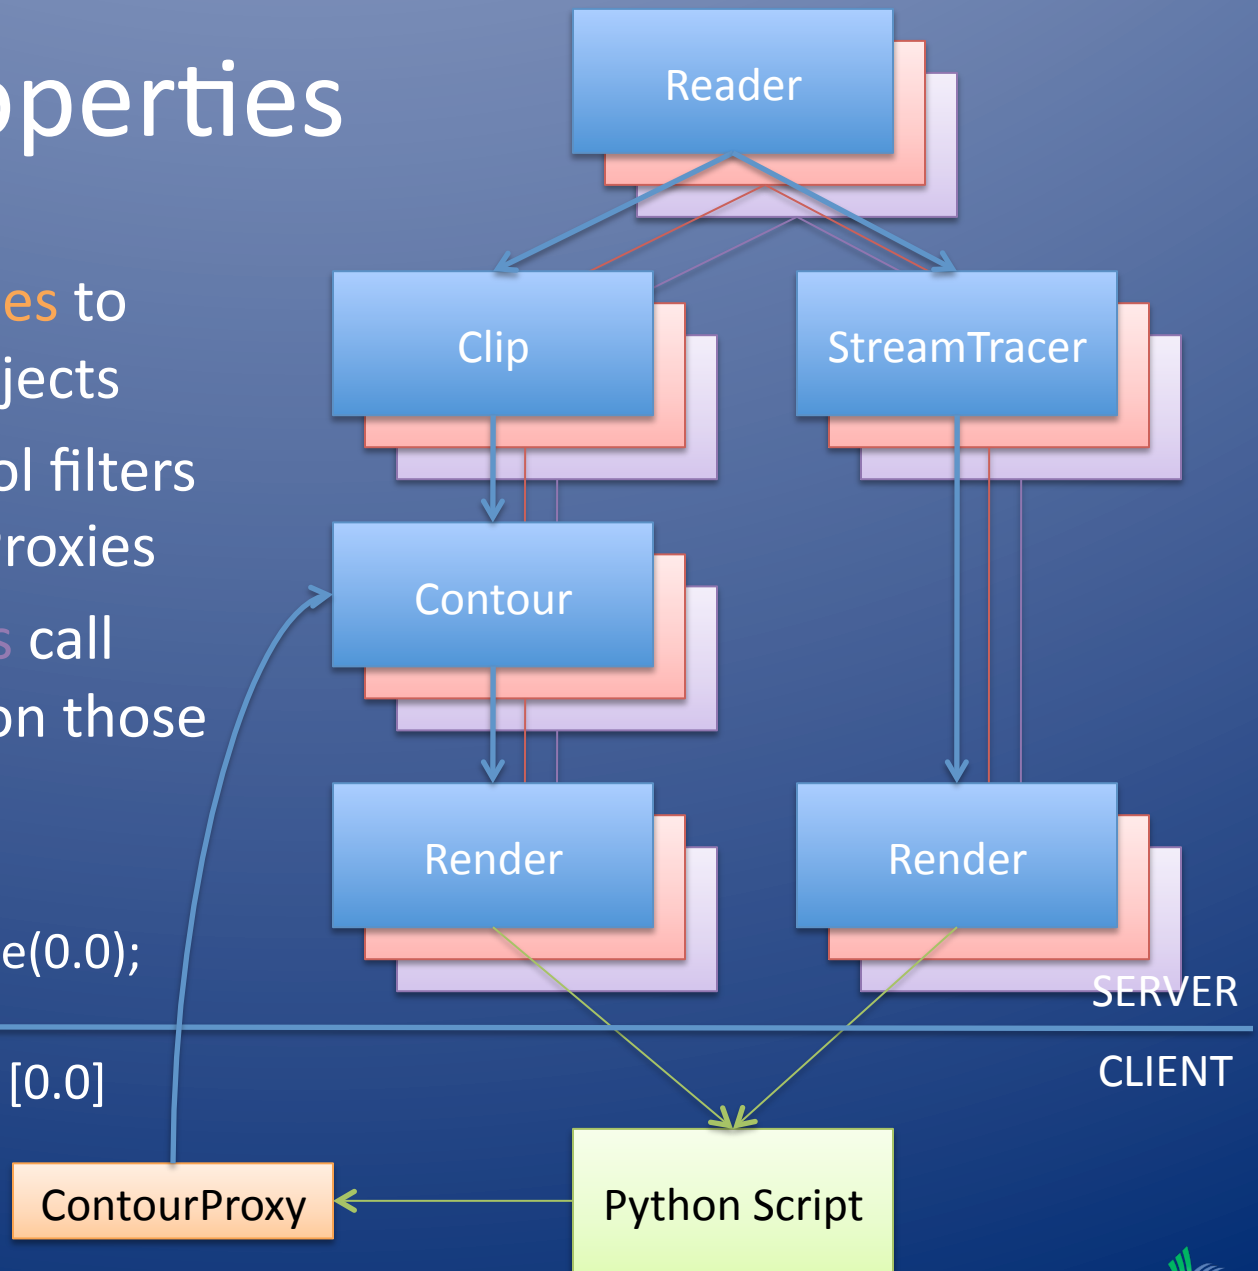 operties
es to
jects
ol filters
roxies
s call
on those
e(0.0);
[0.0]
Reader
Clip
StreamTracer
Contour
Render
Render
SERVER
CLIENT
ContourProxy
Python Script